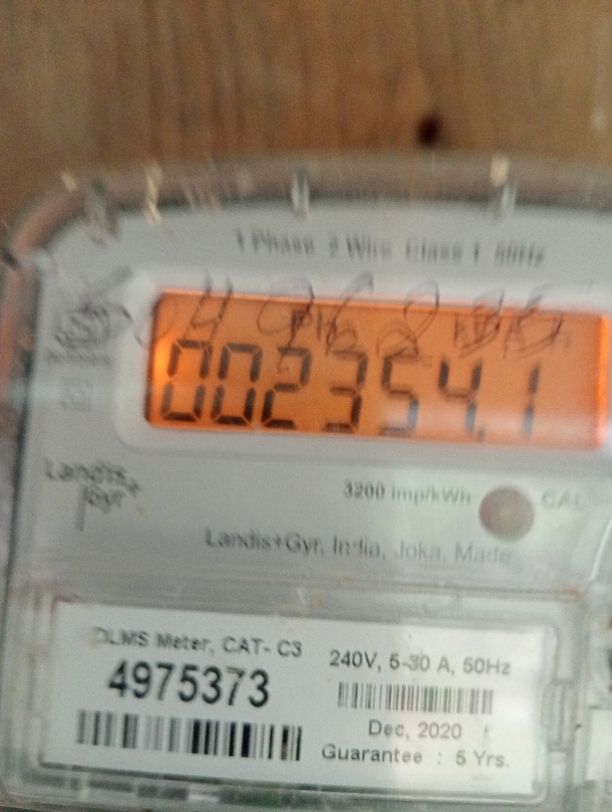 1 Phase 2 Wire Class 1 50Hz
002354.1
Landis+
Gyr
3200 imp/kWh
CAL
Landis+Gyr, India, Joka, Made
DLMS Meter, CAT- C3
4975373
240V, 5-30 A, 50Hz
Dec, 2020
Guarantee : 5 Yrs.